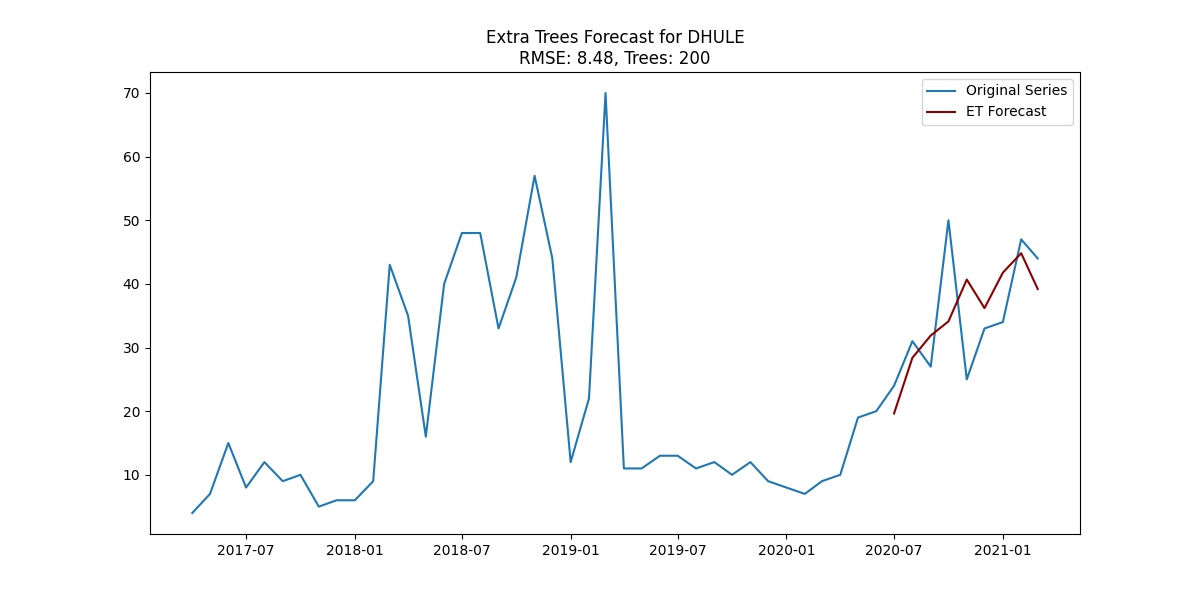 Extra Trees Forecast for DHULE
RMSE: 8.48, Trees: 200
Original Series
ET Forecast
70
60
50
40
30
20
10
2017-07 2018-01 2018-07 2019-01 2019-07 2020-01 2020-07 2021-01